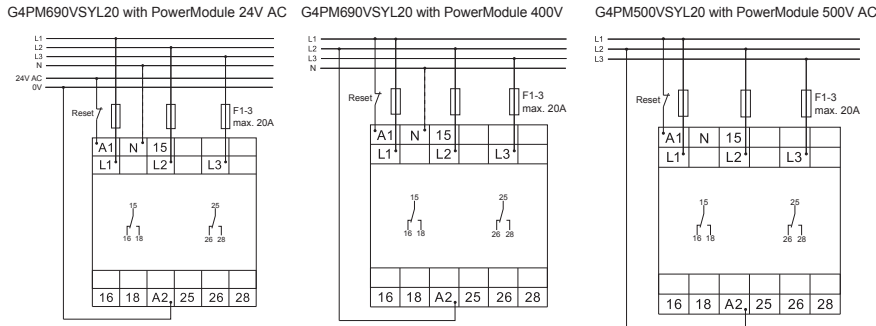 G4PM690VSYL20 with PowerModule 24V AC
L1
L2
L3
N
24V AC
0V
Reset
F1-3
max. 20A
A1 N 15
L1 L2 L3
15 25
16 18 26 28
16 18 A2 25 26 28
G4PM690VSYL20 with PowerModule 400V
L1
L2
L3
N
Reset
F1-3
max. 20A
A1 N 15
L1 L2 L3
15 25
16 18 26 28
16 18 A2 25 26 28
G4PM500VSYL20 with PowerModule 500V AC
L1
L2
L3
Reset
F1-3
max. 20A
A1 N 15
L1 L2 L3
15 25
16 18 26 28
16 18 A2 25 26 28